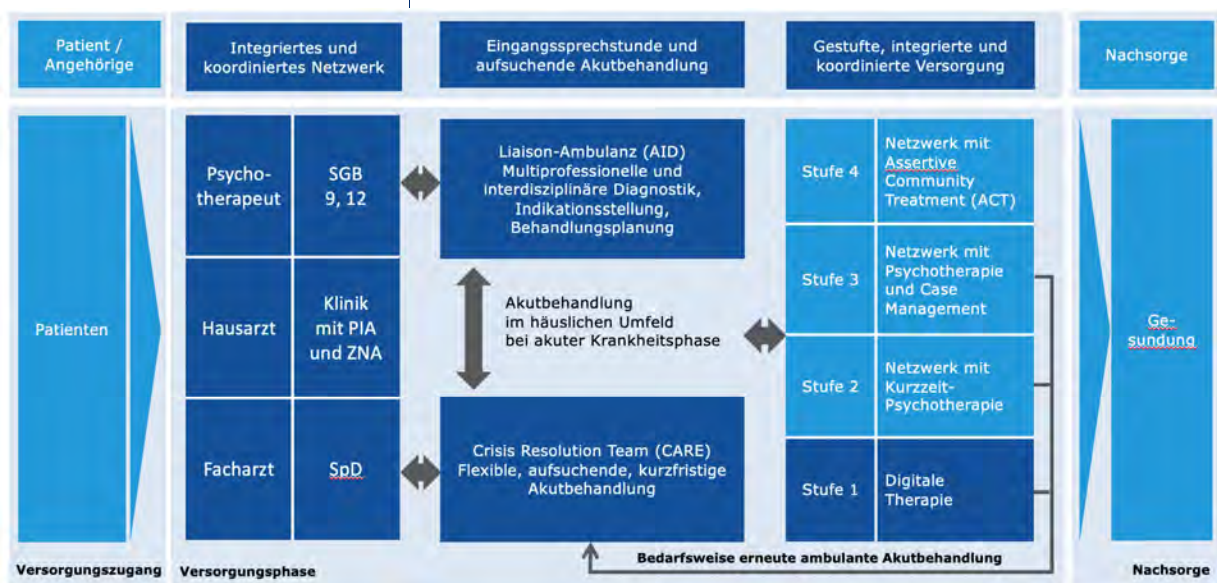 Patient /
Angehörige
Integriertes und
koordiniertes Netzwerk
Eingangssprechstunde und
aufsuchende Akutbehandlung
Gestufte, integrierte und
koordinierte Versorgung
Nachsorge
Patienten
Psycho-
therapeut
SGB
9, 12
Hausarzt
Klinik
mit PIA
und ZNA
Facharzt
SpD
Liaison-Ambulanz (AID)
Multiprofessionelle und
interdisziplinäre Diagnostik,
Indikationsstellung,
Behandlungsplanung
Akutbehandlung
im häuslichen Umfeld
bei akuter Krankheitsphase
Crisis Resolution Team (CARE)
Flexible, aufsuchende, kurzfristige
Akutbehandlung
Stufe 4
Netzwerk mit
Assertive
Community
Treatment (ACT)
Stufe 3
Netzwerk mit
Psychotherapie
und Case
Management
Stufe 2
Netzwerk mit
Kurzzeit-
Psychotherapie
Stufe 1
Digitale
Therapie
Ge-
sundung
Bedarfsweise erneute ambulante Akutbehandlung
Versorgungszugang
Versorgungsphase
Nachsorge